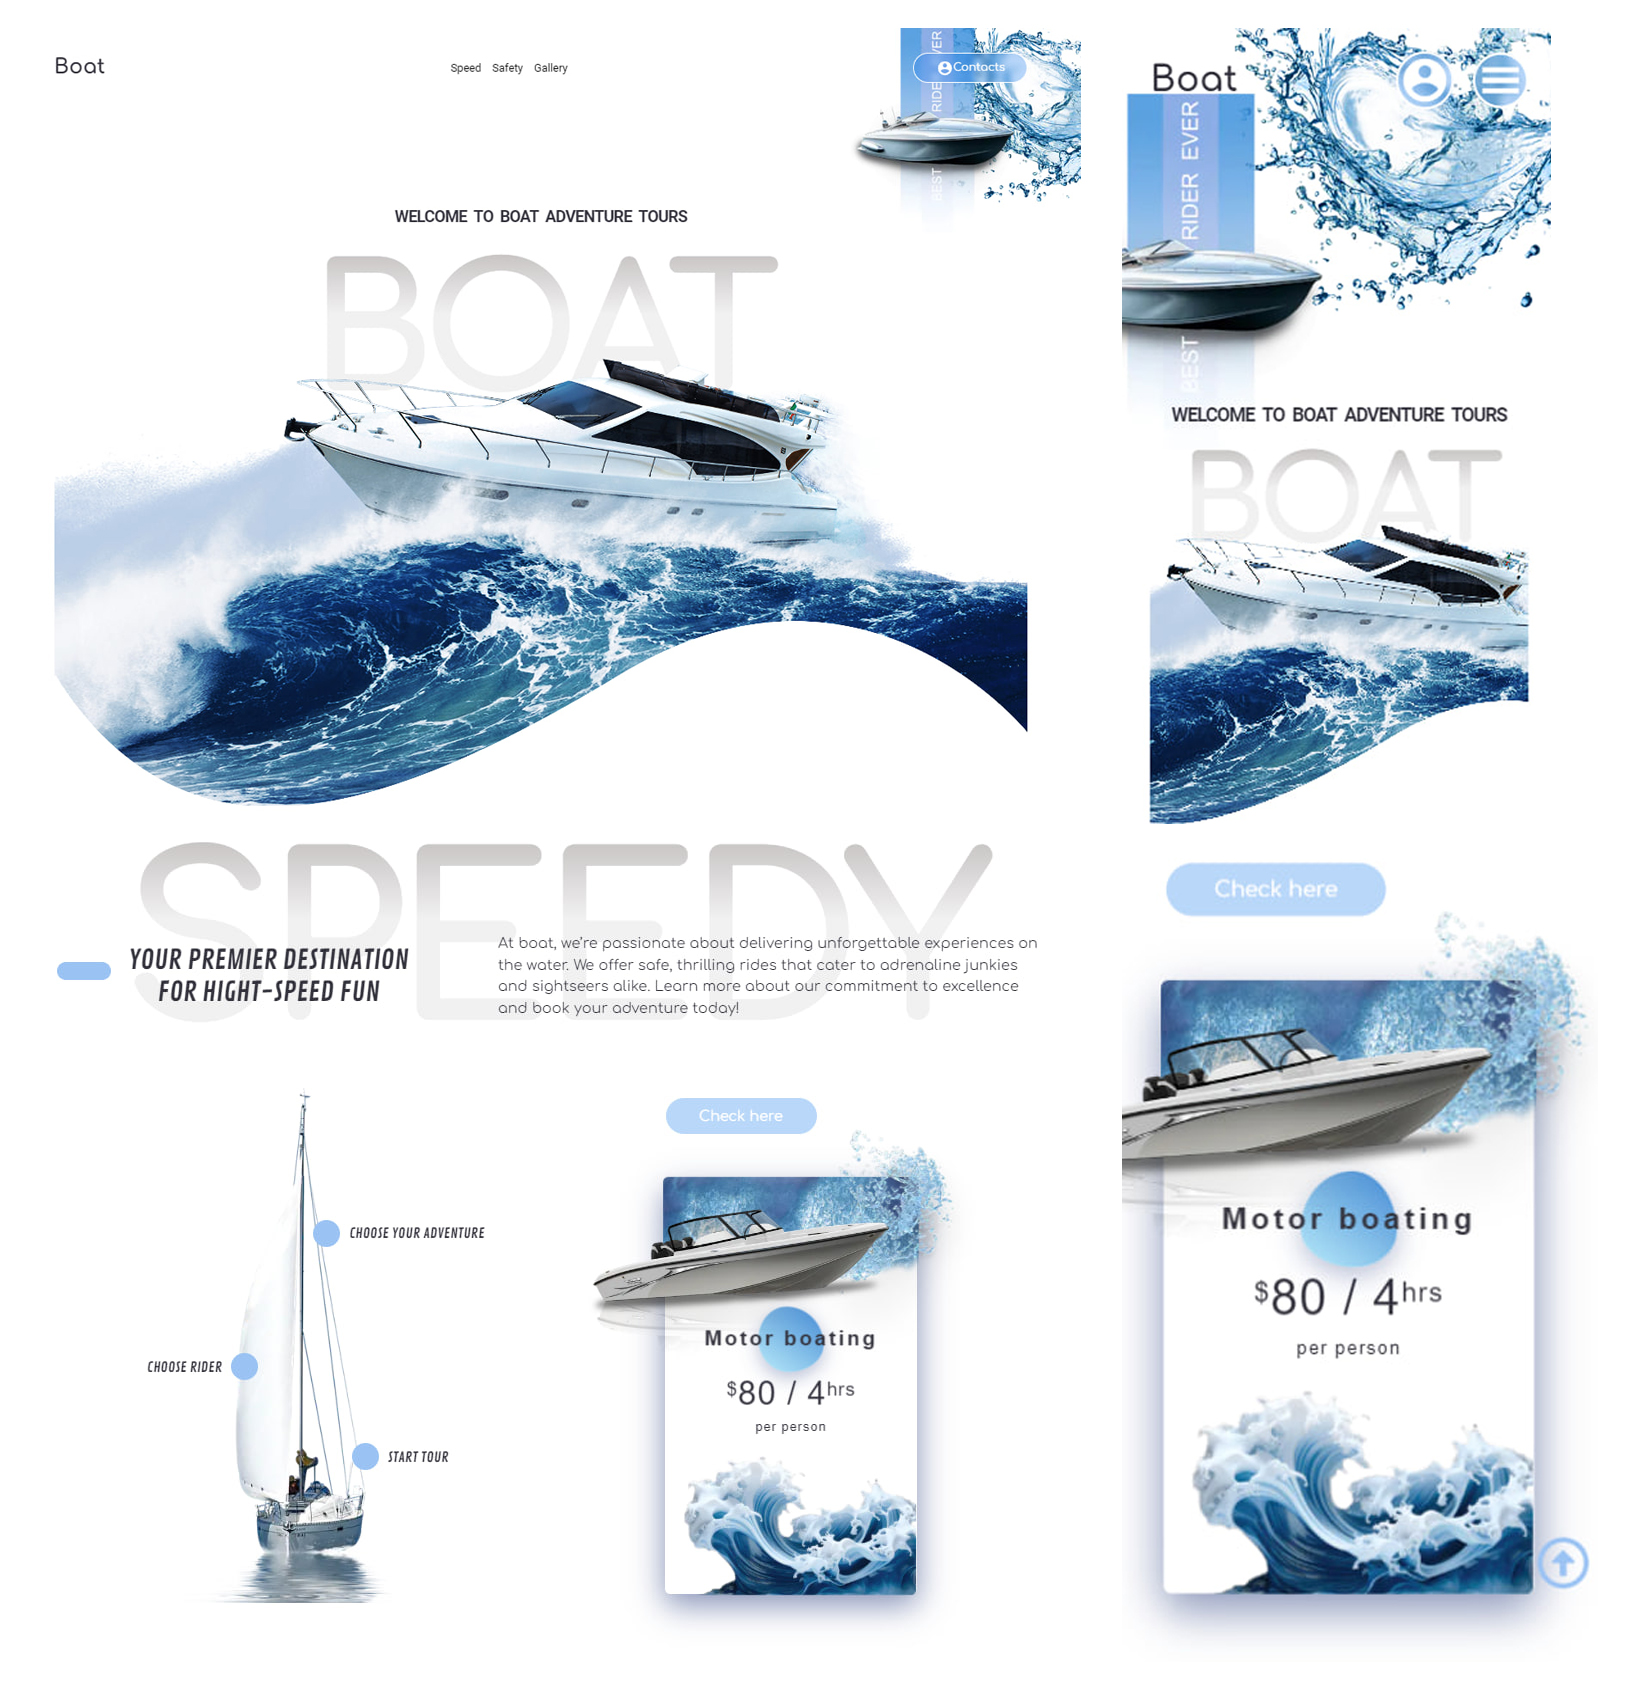 Boat
Speed Safety Gallery
Contacts
BEST RIDER EVER
WELCOME TO BOAT ADVENTURE TOURS
BOAT
SPEEDY
YOUR PREMIER DESTINATION
FOR HIGHT-SPEED FUN
At boat, we're passionate about delivering unforgettable experiences on
the water. We offer safe, thrilling rides that cater to adrenaline junkies
and sightseers alike. Learn more about our commitment to excellence
and book your adventure today!
CHOOSE YOUR ADVENTURE
CHOOSE RIDER
START TOUR
Check here
Motor boating
$80 / 4hrs
per person
Boat
BEST RIDER EVER
WELCOME TO BOAT ADVENTURE TOURS
BOAT
Check here
Motor boating
$80 / 4hrs
per person